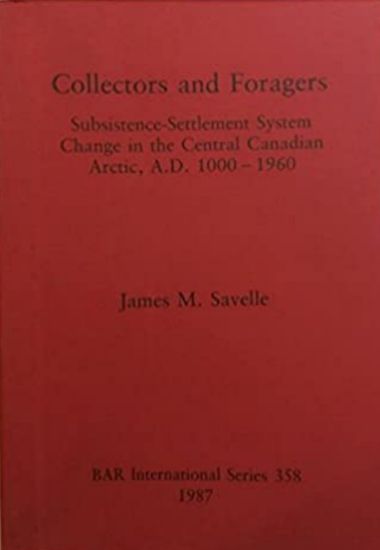 Collectors and Foragers
Subsistence-Settlement System
Change in the Central Canadian
Arctic, A.D. 1000 – 1960
James M. Savelle
BAR International Series 358
1987